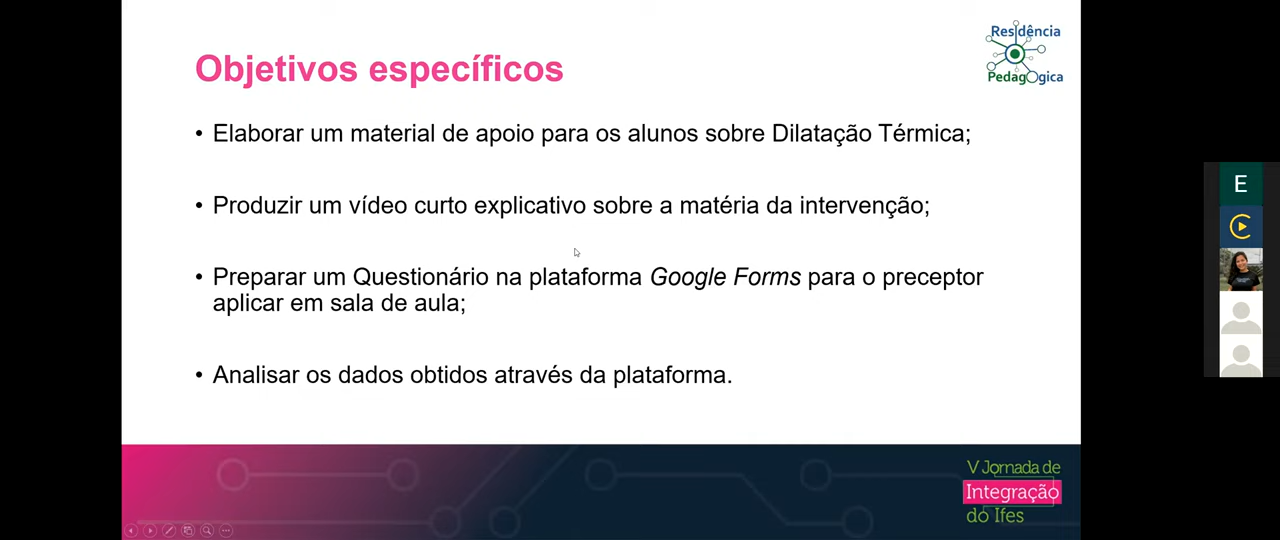 Residência
Pedagógica
Objetivos específicos
• Elaborar um material de apoio para os alunos sobre Dilatação Térmica;
• Produzir um vídeo curto explicativo sobre a matéria da intervenção;
• Preparar um Questionário na plataforma Google Forms para o preceptor
aplicar em sala de aula;
• Analisar os dados obtidos através da plataforma.
E
V Jornada de
Integração
do Ifes